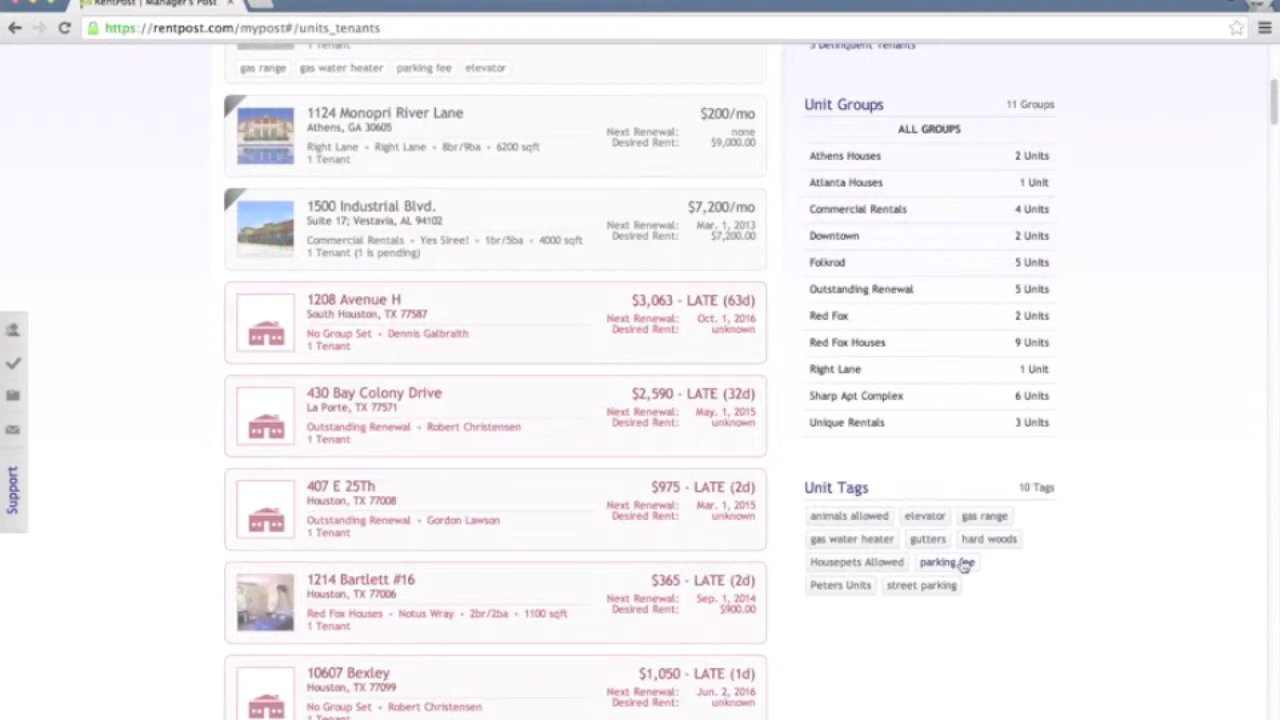 RentPost | Manager's Post
https://rentpost.com/mypost#/units_tenants
1 Tenant
gas range gas water heater parking fee elevator
1124 Monopri River Lane $200/mo
Athens, GA 30605 Next Renewal: none
Desired Rent: $9,000.00
Right Lane • Right Lane • 8br/9ba • 6200 sqft
1 Tenant
1500 Industrial Blvd. $7,200/mo
Suite 17; Vestavia, AL 94102 Next Renewal: Mar. 1, 2013
Desired Rent: $7,200.00
Commercial Rentals • Yes Siree! • 1br/5ba • 4000 sqft
1 Tenant (1 is pending)
1208 Avenue H $3,063 - LATE (63d)
South Houston, TX 77587 Next Renewal: Oct. 1, 2016
Desired Rent: unknown
No Group Set • Dennis Galbraith
1 Tenant
430 Bay Colony Drive $2,590 - LATE (32d)
La Porte, TX 77571 Next Renewal: May. 1, 2015
Desired Rent: unknown
Outstanding Renewal • Robert Christensen
1 Tenant
407 E 25Th $975 - LATE (2d)
Houston, TX 77008 Next Renewal: Mar. 1, 2015
Desired Rent: unknown
Outstanding Renewal • Gordon Lawson
1 Tenant
1214 Bartlett #16 $365 - LATE (2d)
Houston, TX 77006 Next Renewal: Sep. 1, 2014
Desired Rent: $900.00
Red Fox Houses • Notus Wray • 2br/2ba • 1100 sqft
1 Tenant
10607 Bexley $1,050 - LATE (1d)
Houston, TX 77099 Next Renewal: Jun. 2, 2016
Desired Rent: unknown
No Group Set • Robert Christensen
1 Tenant
Delinquent Tenants
Unit Groups 11 Groups
ALL GROUPS
Athens Houses 2 Units
Atlanta Houses 1 Unit
Commercial Rentals 4 Units
Downtown 2 Units
Folkrod 5 Units
Outstanding Renewal 5 Units
Red Fox 2 Units
Red Fox Houses 9 Units
Right Lane 1 Unit
Sharp Apt Complex 6 Units
Unique Rentals 3 Units
Unit Tags 10 Tags
animals allowed elevator gas range
gas water heater gutters hard woods
Housepets Allowed parking fee
Peters Units street parking
Support